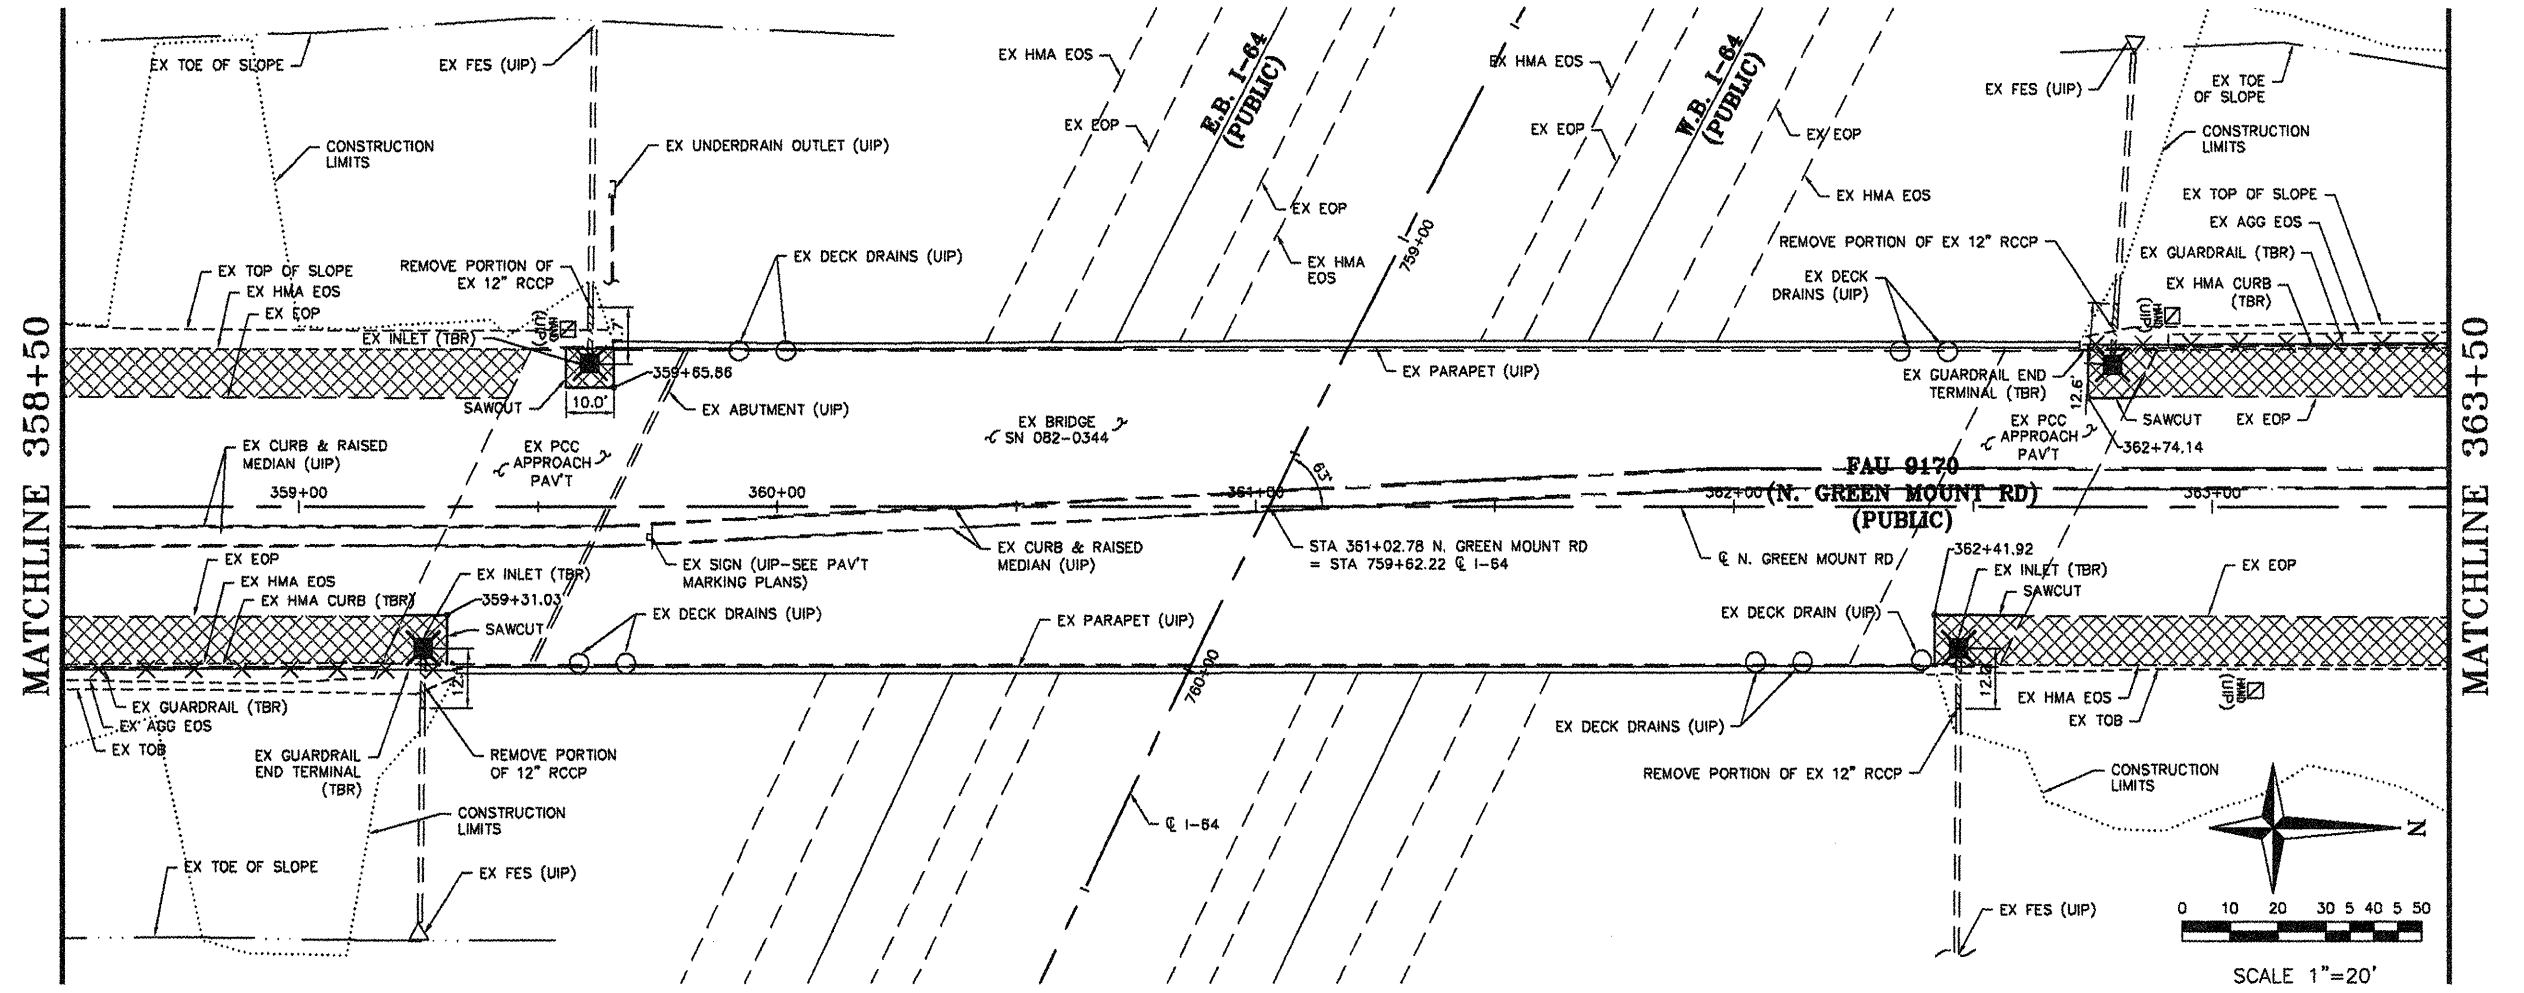 EX TOE OF SLOPE
EX FES (UIP)
CONSTRUCTION
LIMITS
EX UNDERDRAIN OUTLET (UIP)
EX HMA EOS
EX EOP
E.B. I-64
(PUBLIC)
EX EOP
EX HMA
EOS
759+00
EX HMA EOS
EX EOP
W.B. I-64
(PUBLIC)
EX EOP
EX HMA EOS
EX FES (UIP)
EX TOE
OF SLOPE
CONSTRUCTION
LIMITS
EX TOP OF SLOPE
EX AGG EOS
EX GUARDRAIL (TBR)
EX HMA CURB
(TBR)
REMOVE PORTION OF EX 12" RCCP
EX DECK
DRAINS (UIP)
HAND
(UIP)
EX TOP OF SLOPE
EX HMA EOS
EX EOP
REMOVE PORTION OF
EX 12" RCCP
EX INLET (TBR)
HAND
(UIP)
EX DECK DRAINS (UIP)
359+65.86
SAWCUT
10.0'
EX ABUTMENT (UIP)
EX PARAPET (UIP)
EX GUARDRAIL END
TERMINAL (TBR)
12.6'
SAWCUT
EX EOP
362+74.14
EX PCC
APPROACH
PAV'T
MATCHLINE 358+50
MATCHLINE 363+50
EX CURB & RAISED
MEDIAN (UIP)
EX PCC
APPROACH
PAV'T
EX BRIDGE
SN 082-0344
63°
FAU 9170
(N. GREEN MOUNT RD)
(PUBLIC)
359+00
360+00
361+00
362+00
363+00
EX SIGN (UIP-SEE PAV'T
MARKING PLANS)
EX CURB & RAISED
MEDIAN (UIP)
STA 361+02.78 N. GREEN MOUNT RD
= STA 759+62.22 ℄ I-64
℄ N. GREEN MOUNT RD
362+41.92
EX INLET (TBR)
SAWCUT
EX EOP
EX EOP
EX HMA EOS
EX HMA CURB (TBR)
EX INLET (TBR)
359+31.03
SAWCUT
EX DECK DRAINS (UIP)
EX PARAPET (UIP)
760+00
EX DECK DRAIN (UIP)
EX DECK DRAINS (UIP)
EX HMA EOS
EX TOB
HAND
(UIP)
EX GUARDRAIL (TBR)
EX AGG EOS
EX TOB
EX GUARDRAIL
END TERMINAL
(TBR)
REMOVE PORTION
OF 12" RCCP
REMOVE PORTION OF EX 12" RCCP
CONSTRUCTION
LIMITS
CONSTRUCTION
LIMITS
℄ I-64
EX TOE OF SLOPE
EX FES (UIP)
EX FES (UIP)
N
0 10 20 30 5 40 5 50
SCALE 1"=20'